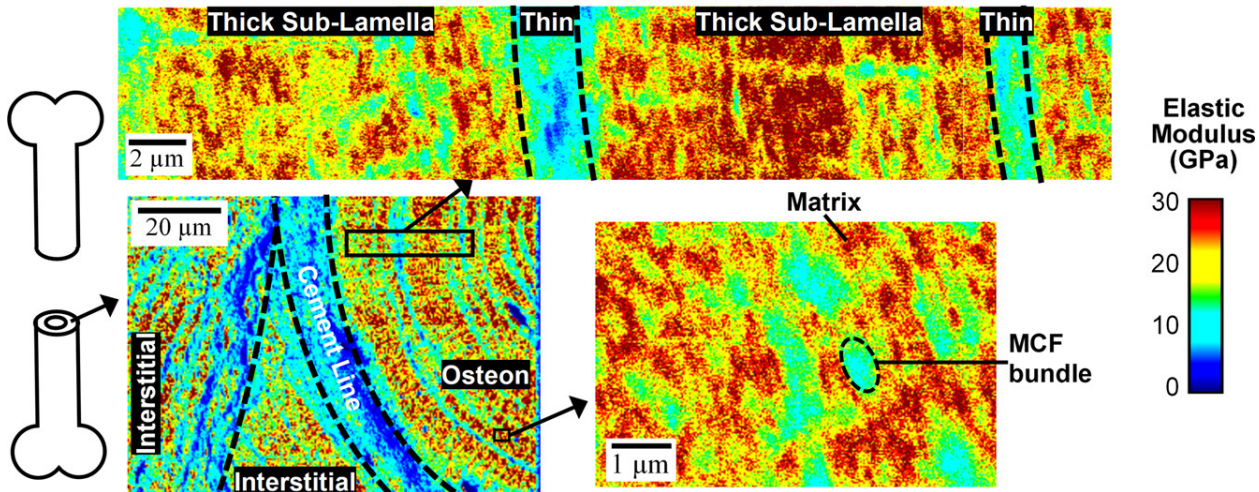 Thick Sub-Lamella
Thin
Thick Sub-Lamella
Thin
2 μm
Elastic
Modulus
(GPa)
30
20
10
0
20 μm
Cement Line
Interstitial
Osteon
Interstitial
Matrix
MCF
bundle
1 μm